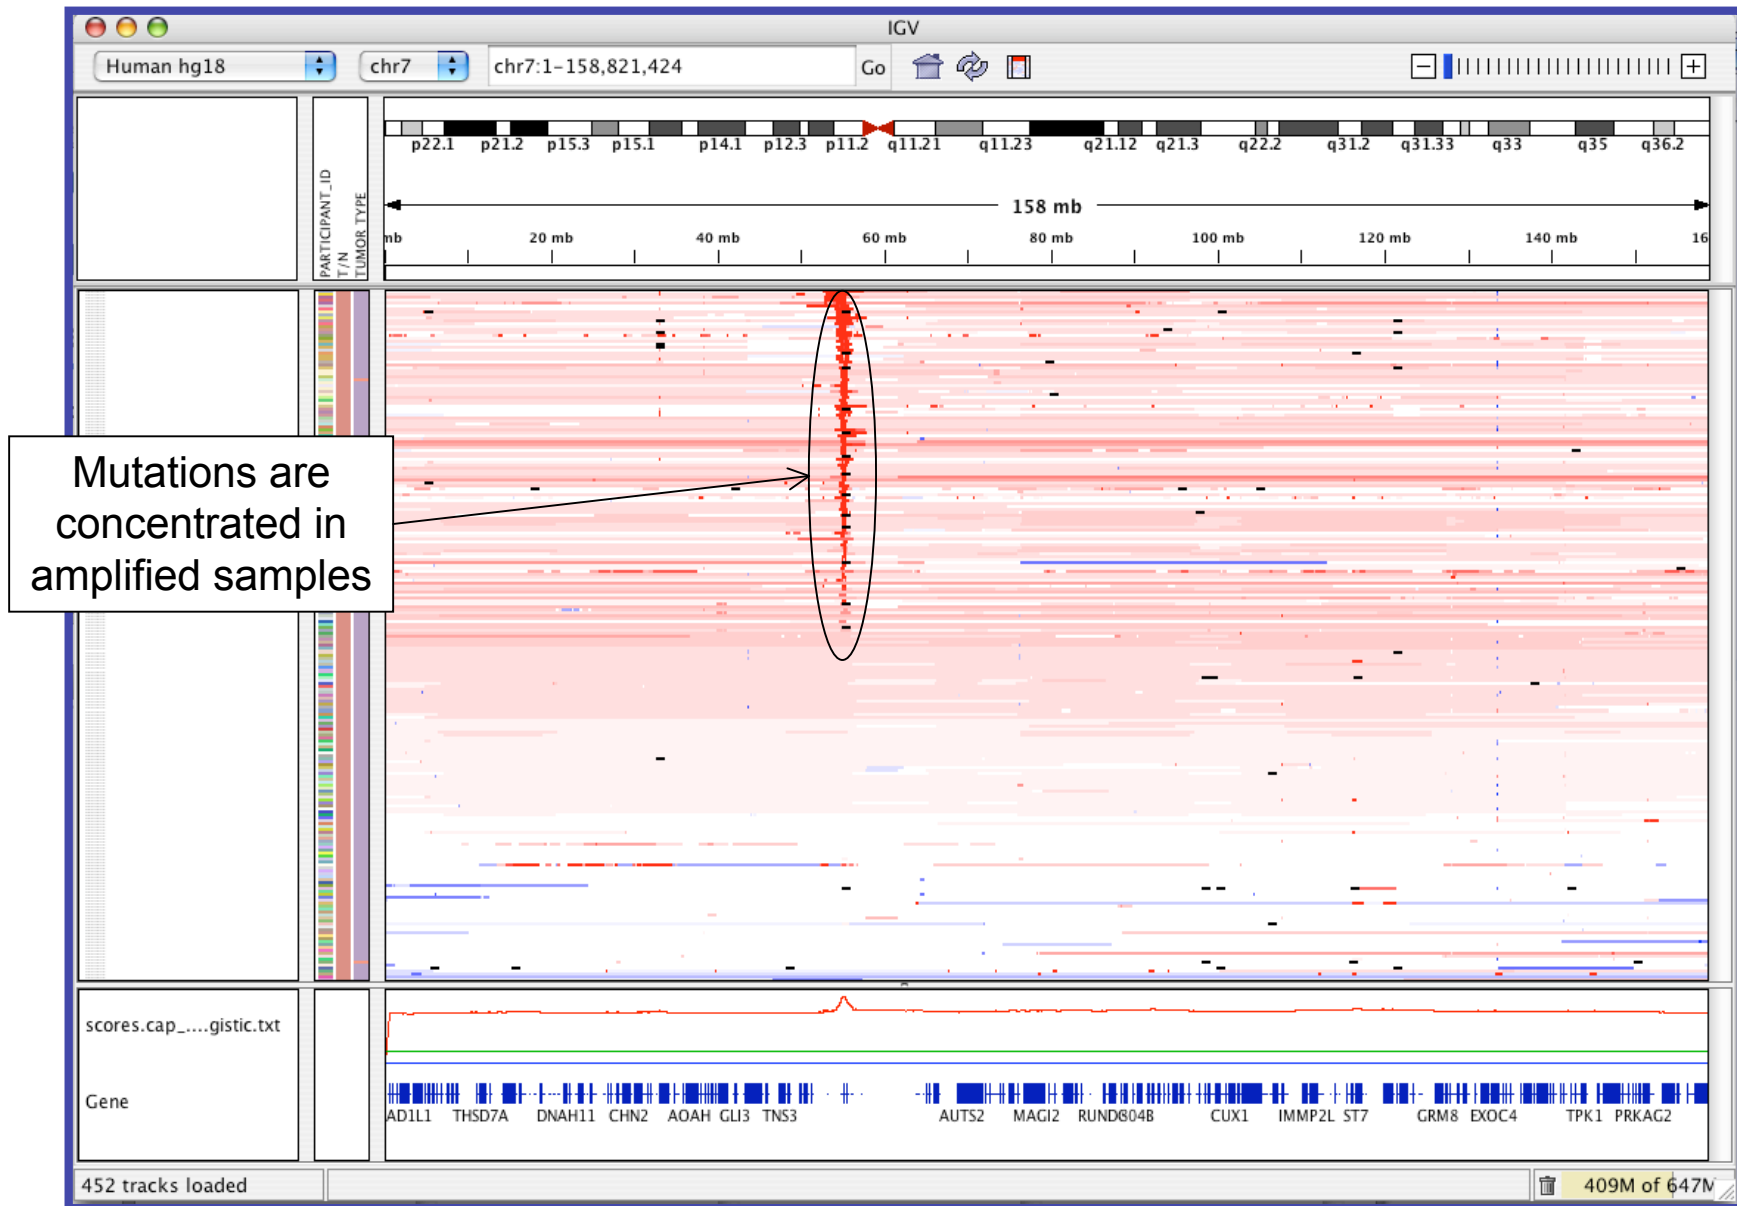 IGV
Human hg18 chr7 chr7:1-158,821,424 Go
p22.1 p21.2 p15.3 p15.1 p14.1 p12.3 p11.2 q11.21 q11.23 q21.12 q21.3 q22.2 q31.2 q31.33 q33 q35 q36.2
PARTICIPANT_ID
T/N
TUMOR TYPE
158 mb
mb 20 mb 40 mb 60 mb 80 mb 100 mb 120 mb 140 mb 16
Mutations are
concentrated in
amplified samples
scores.cap_....gistic.txt
Gene
AD1L1 THSD7A DNAH11 CHN2 AOAH GLI3 TNS3 AUTS2 MAGI2 CUX1 IMMP2L ST7 GRM8 EXOC4 TPK1 PRKAG2
452 tracks loaded 409M of 647M